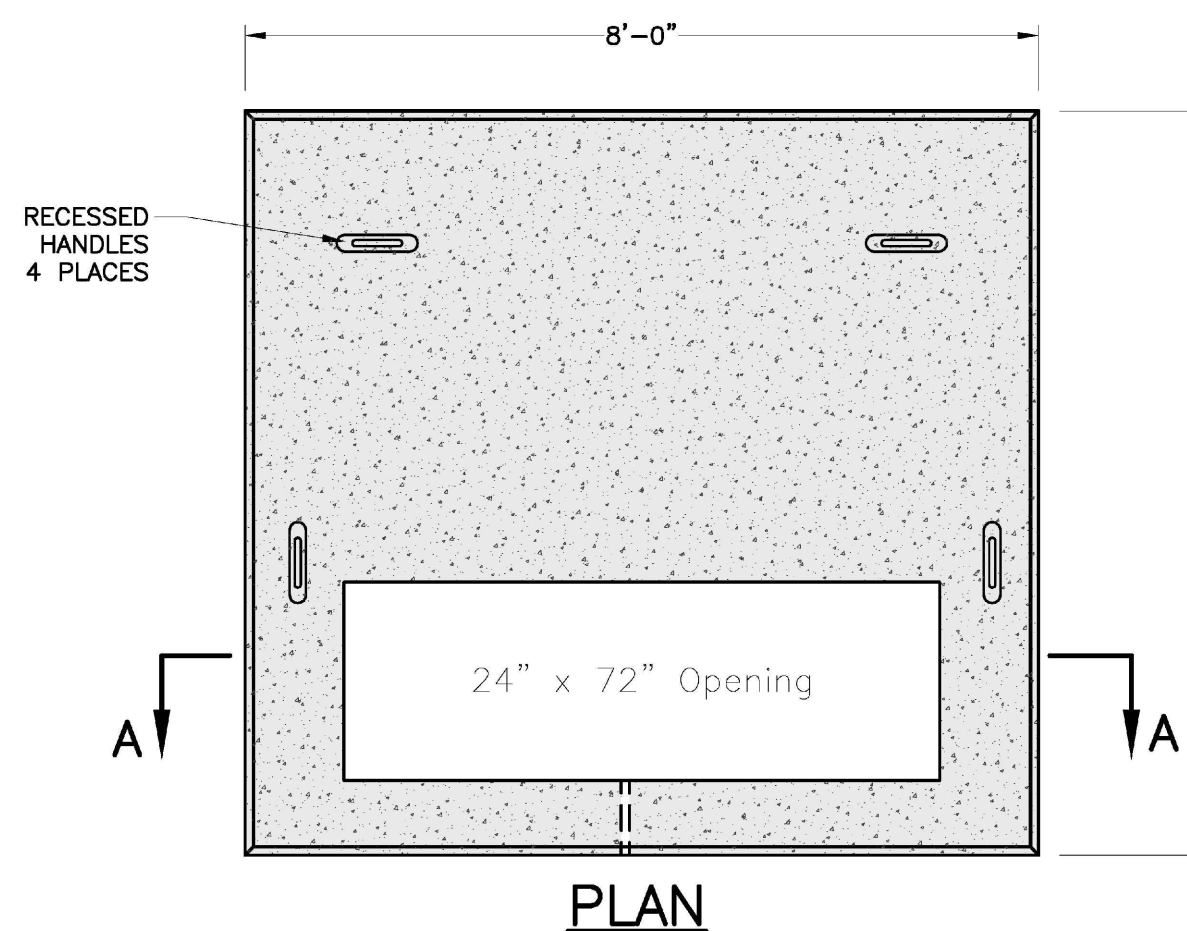 8’-0”
RECESSED
HANDLES
4 PLACES
24” x 72” Opening
A
A
PLAN